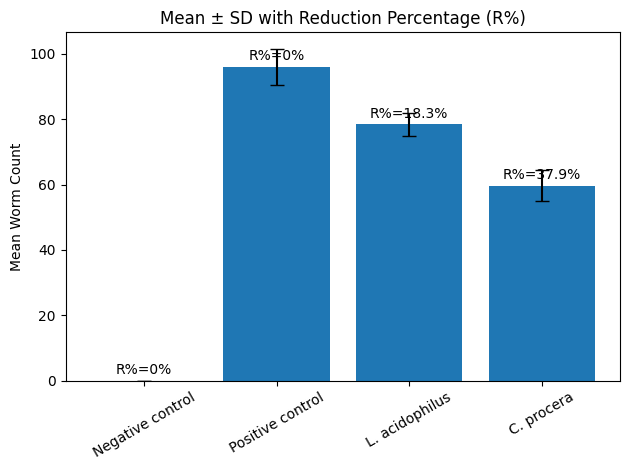 Mean ± SD with Reduction Percentage (R%)
Mean Worm Count
100
80
60
40
20
0
R%=0%
R%=0%
R%=18.3%
R%=37.9%
Negative control
Positive control
L. acidophilus
C. procera